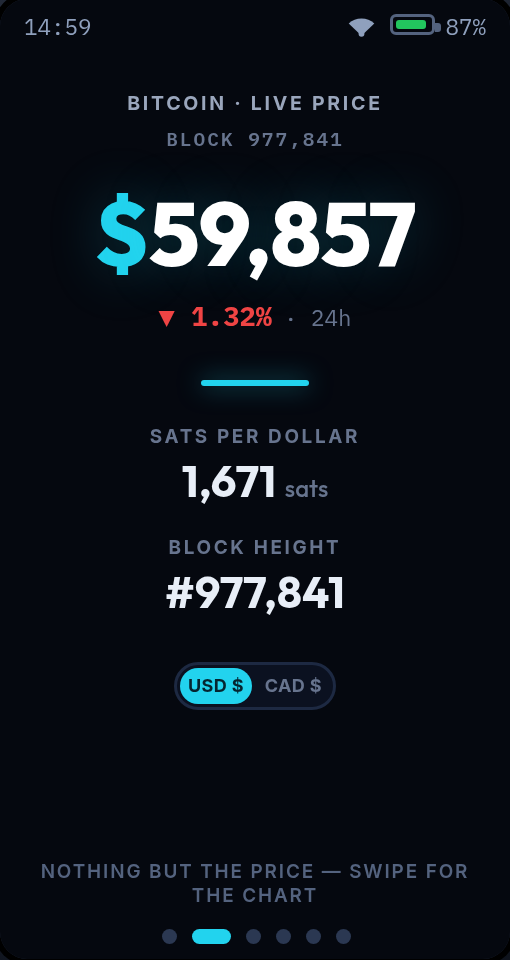 14:59 87%
BITCOIN · LIVE PRICE
BLOCK 977,841
$59,857
▼ 1.32% · 24h
SATS PER DOLLAR
1,671 sats
BLOCK HEIGHT
#977,841
USD $ CAD $
NOTHING BUT THE PRICE — SWIPE FOR
THE CHART